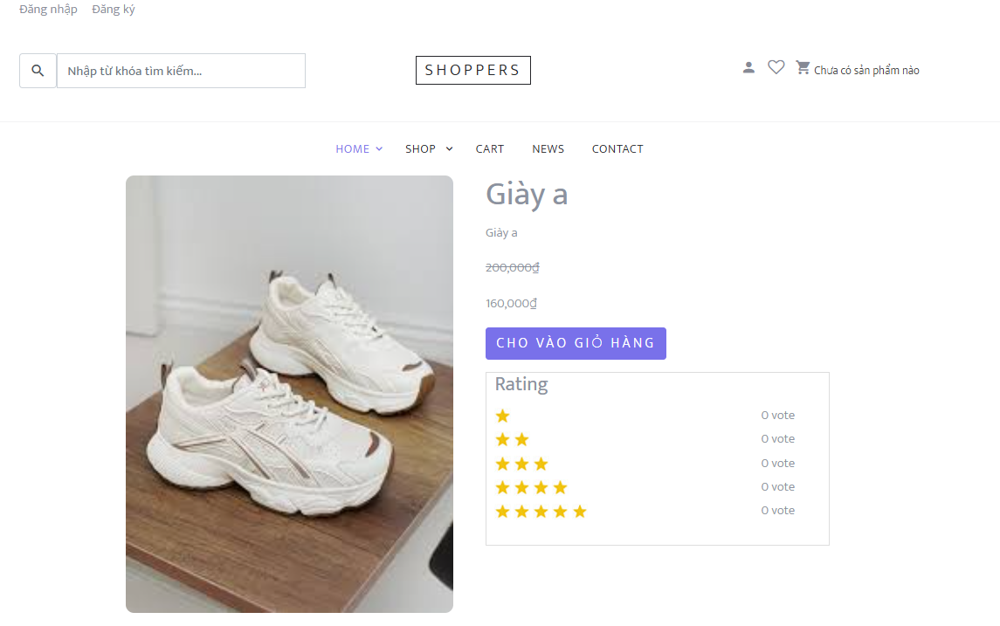 Đăng nhập Đăng ký
Nhập từ khóa tìm kiếm...
SHOPPERS
Chưa có sản phẩm nào
HOME SHOP CART NEWS CONTACT
Giày a
Giày a
200,000₫
160,000₫
CHO VÀO GIỎ HÀNG
Rating
0 vote
0 vote
0 vote
0 vote
0 vote